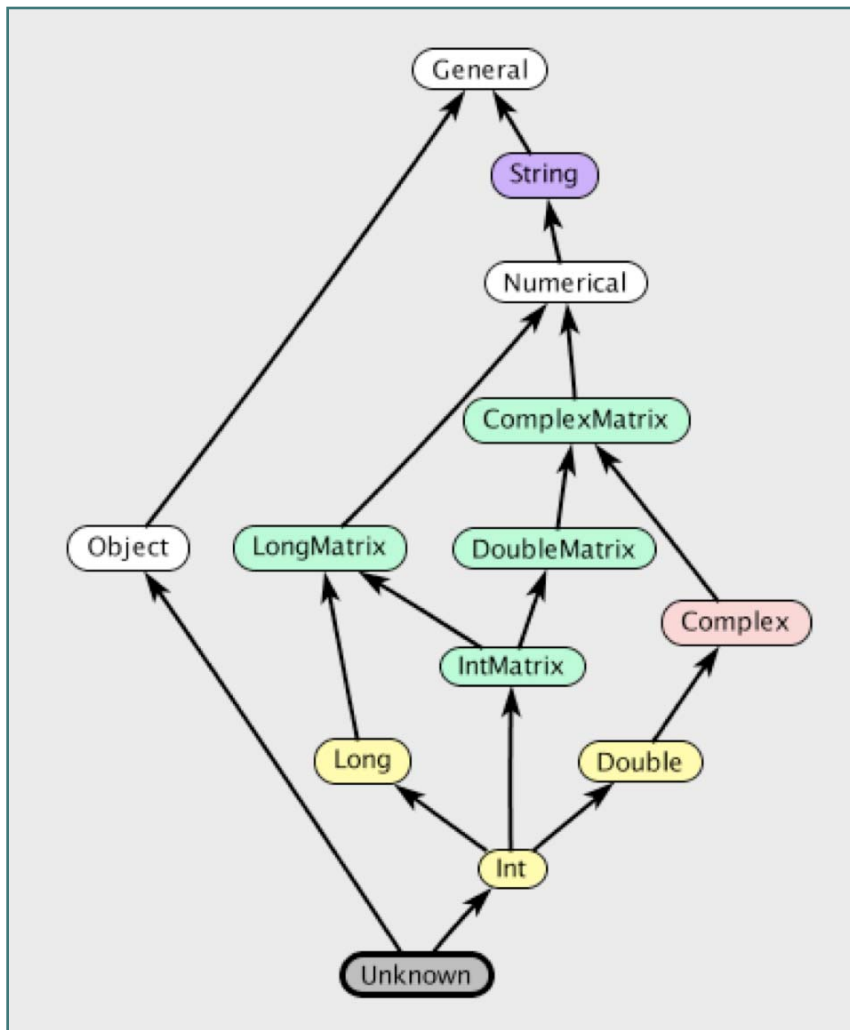 General
String
Numerical
ComplexMatrix
Object
LongMatrix
DoubleMatrix
Complex
IntMatrix
Long
Double
Int
Unknown